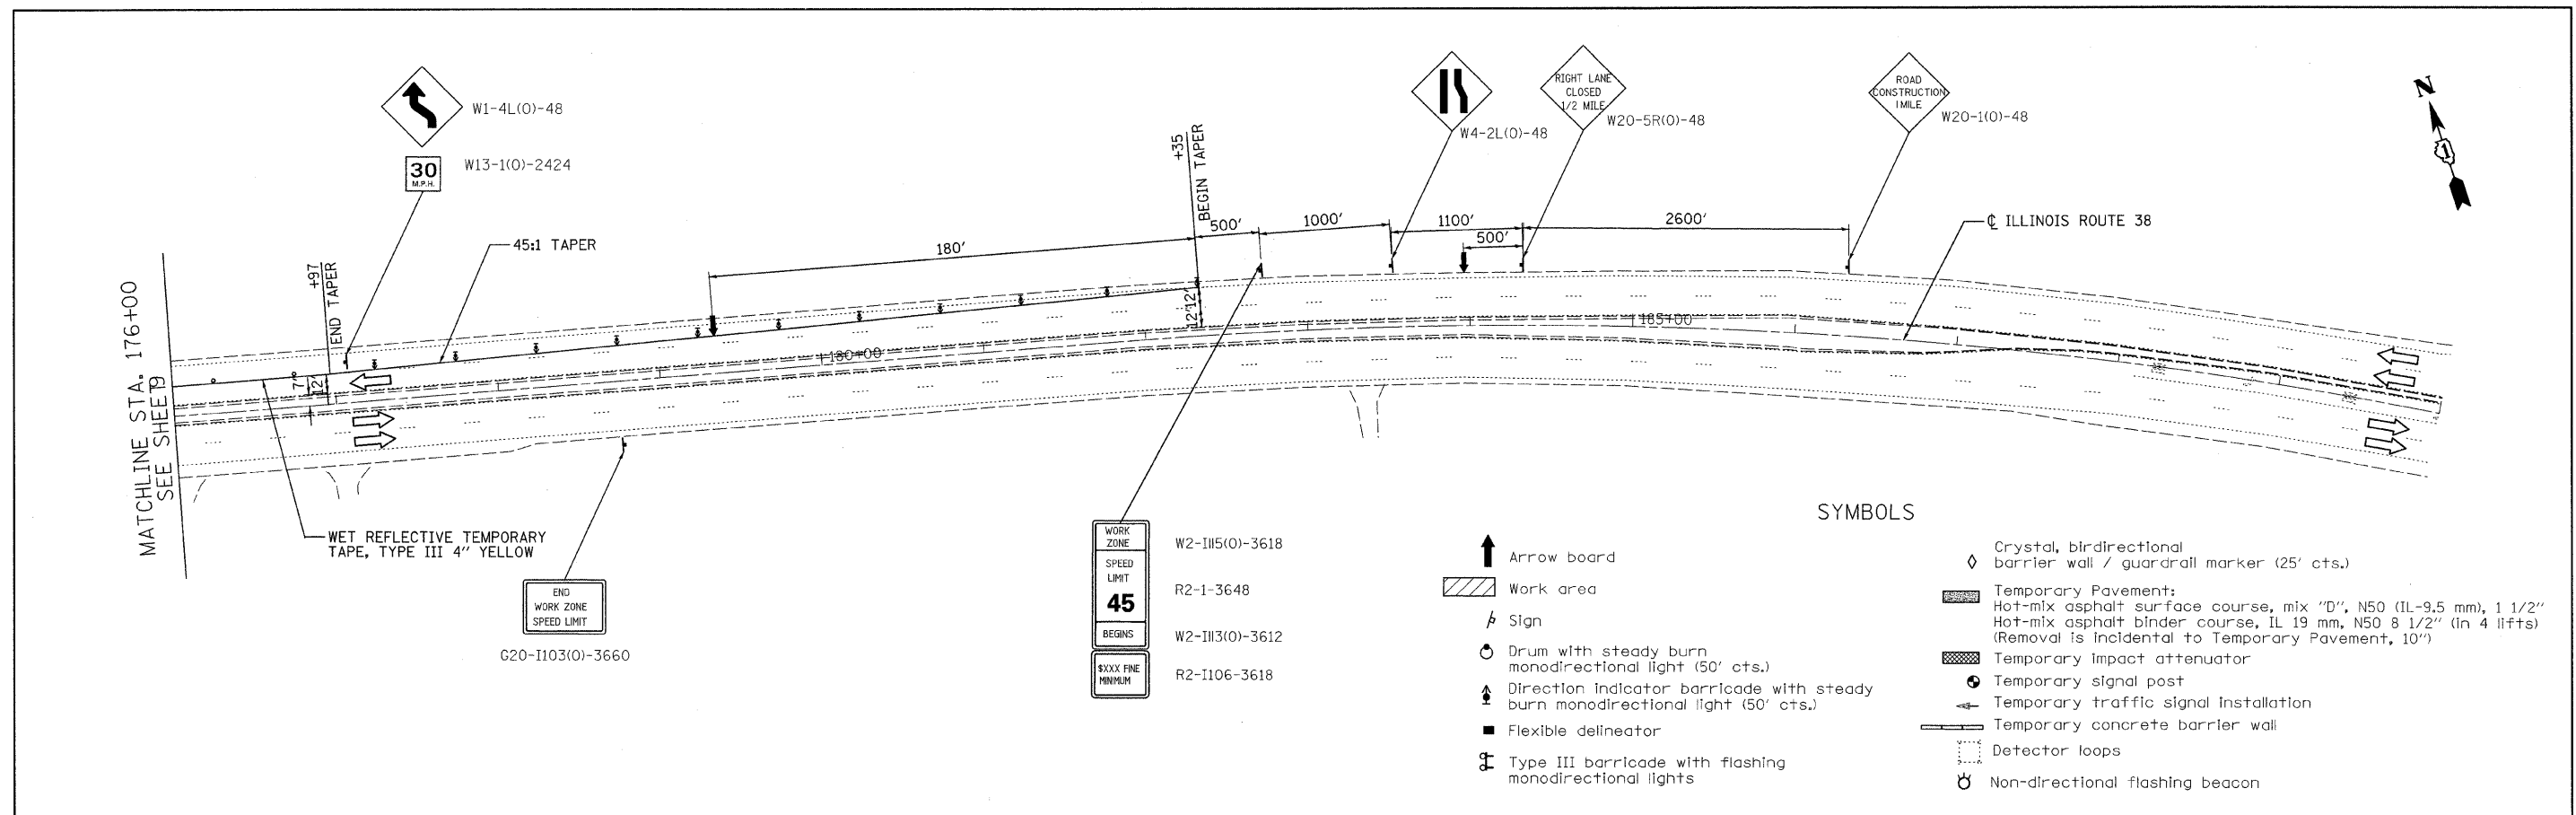 W1-4L(O)-48
30
M.P.H.
W13-1(O)-2424
45:1 TAPER
+97
END TAPER
180'
+35
BEGIN TAPER
500'
1000'
1100'
500'
2600'
W4-2L(O)-48
RIGHT LANE
CLOSED
1/2 MILE
W20-5R(O)-48
ROAD
CONSTRUCTION
1 MILE
W20-1(O)-48
℄ ILLINOIS ROUTE 38
N
1
MATCHLINE STA. 176+00
SEE SHEET9
7'
12'
180+00
12'
12'
185+00
WET REFLECTIVE TEMPORARY
TAPE, TYPE III 4" YELLOW
END
WORK ZONE
SPEED LIMIT
G20-I103(O)-3660
WORK
ZONE
SPEED
LIMIT
45
BEGINS
$XXX FINE
MINIMUM
W2-I115(O)-3618
R2-1-3648
W2-I113(O)-3612
R2-I106-3618
SYMBOLS
Arrow board
Work area
Sign
Drum with steady burn
monodirectional light (50' cts.)
Direction indicator barricade with steady
burn monodirectional light (50' cts.)
Flexible delineator
Type III barricade with flashing
monodirectional lights
Crystal, birdirectional
barrier wall / guardrail marker (25' cts.)
Temporary Pavement:
Hot-mix asphalt surface course, mix "D", N50 (IL-9.5 mm), 1 1/2"
Hot-mix asphalt binder course, IL 19 mm, N50 8 1/2" (in 4 lifts)
(Removal is incidental to Temporary Pavement, 10")
Temporary impact attenuator
Temporary signal post
Temporary traffic signal installation
Temporary concrete barrier wall
Detector loops
Non-directional flashing beacon